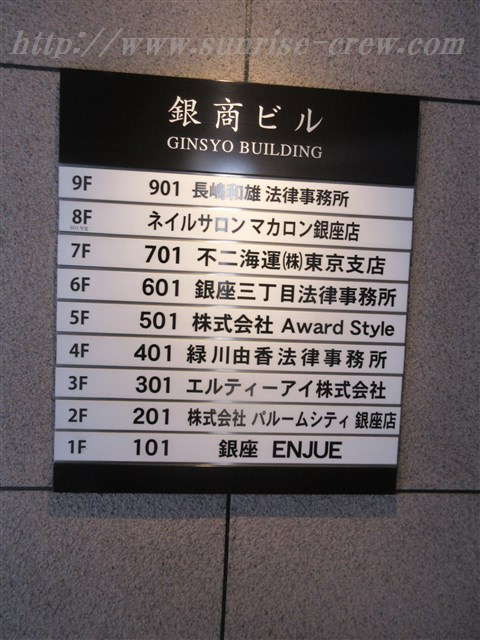 http://www.sunrise-crew.com
銀商ビル
GINSYO BUILDING
9F 901 長嶋和雄 法律事務所
8F ネイルサロン マカロン銀座店
7F 701 不二海運㈱東京支店
6F 601 銀座三丁目法律事務所
5F 501 株式会社 Award Style
4F 401 緑川由香法律事務所
3F 301 エルティーアイ株式会社
2F 201 株式会社 パルームシティ 銀座店
1F 101 銀座 ENJUE